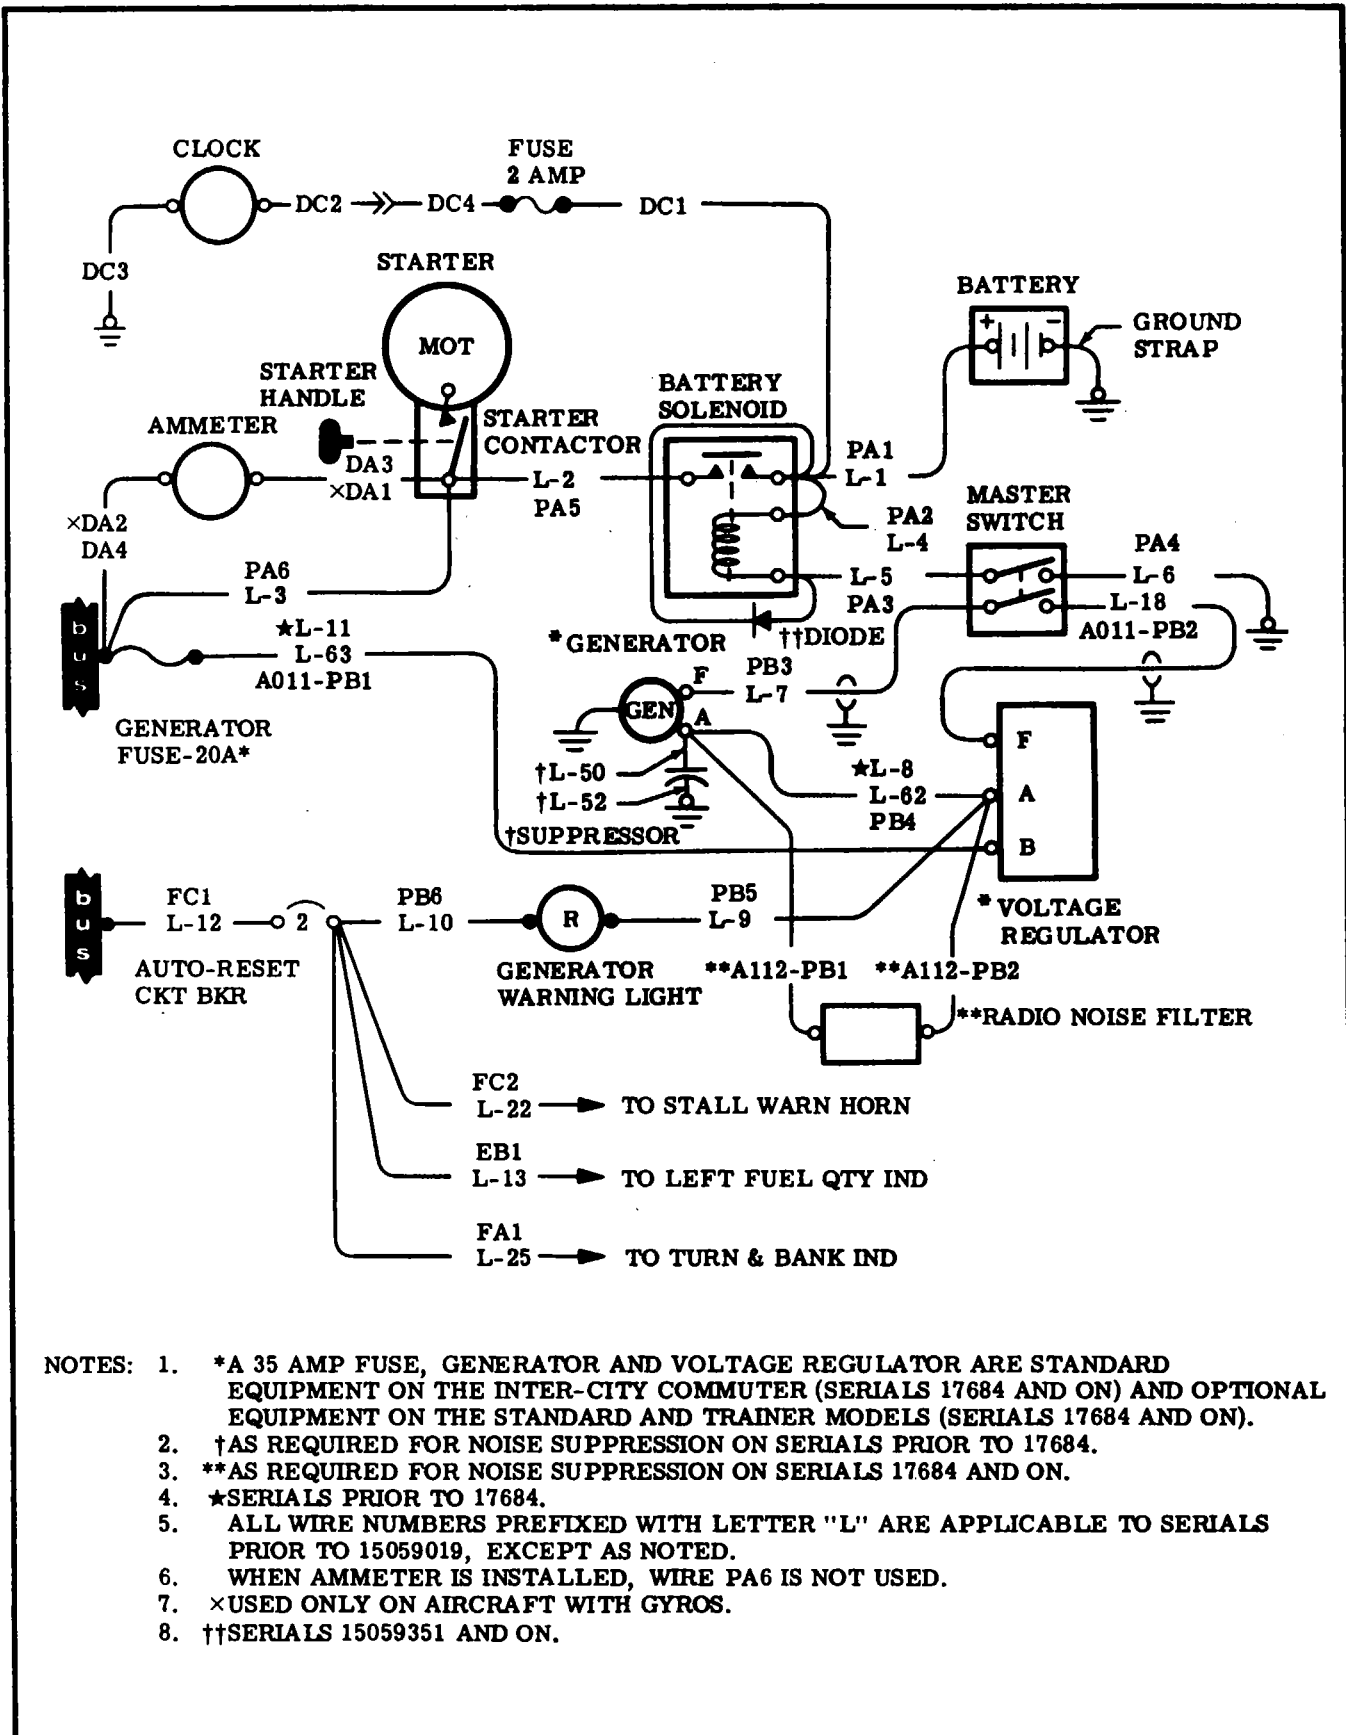 CLOCK
FUSE
2 AMP
DC2
DC4
DC1
DC3
STARTER
MOT
BATTERY
+ -
GROUND
STRAP
STARTER
HANDLE
BATTERY
SOLENOID
AMMETER
STARTER
CONTACTOR
DA3
×DA1
L-2
PA5
PA1
L-1
×DA2
DA4
PA2
L-4
MASTER
SWITCH
PA4
L-6
L-5
PA3
L-18
A011-PB2
PA6
L-3
bus
★L-11
L-63
A011-PB1
††DIODE
*GENERATOR
PB3
L-7
F
GEN
A
GENERATOR
FUSE-20A*
†L-50
†L-52
★L-8
L-62
PB4
F
A
B
†SUPPRESSOR
*VOLTAGE
REGULATOR
bus
FC1
L-12
2
PB6
L-10
R
PB5
L-9
AUTO-RESET
CKT BKR
GENERATOR
WARNING LIGHT
**A112-PB1
**A112-PB2
**RADIO NOISE FILTER
FC2
L-22
TO STALL WARN HORN
EB1
L-13
TO LEFT FUEL QTY IND
FA1
L-25
TO TURN & BANK IND
NOTES: 1. *A 35 AMP FUSE, GENERATOR AND VOLTAGE REGULATOR ARE STANDARD
EQUIPMENT ON THE INTER-CITY COMMUTER (SERIALS 17684 AND ON) AND OPTIONAL
EQUIPMENT ON THE STANDARD AND TRAINER MODELS (SERIALS 17684 AND ON).
2. †AS REQUIRED FOR NOISE SUPPRESSION ON SERIALS PRIOR TO 17684.
3. **AS REQUIRED FOR NOISE SUPPRESSION ON SERIALS 17684 AND ON.
4. ★SERIALS PRIOR TO 17684.
5. ALL WIRE NUMBERS PREFIXED WITH LETTER "L" ARE APPLICABLE TO SERIALS
PRIOR TO 15059019, EXCEPT AS NOTED.
6. WHEN AMMETER IS INSTALLED, WIRE PA6 IS NOT USED.
7. ×USED ONLY ON AIRCRAFT WITH GYROS.
8. ††SERIALS 15059351 AND ON.